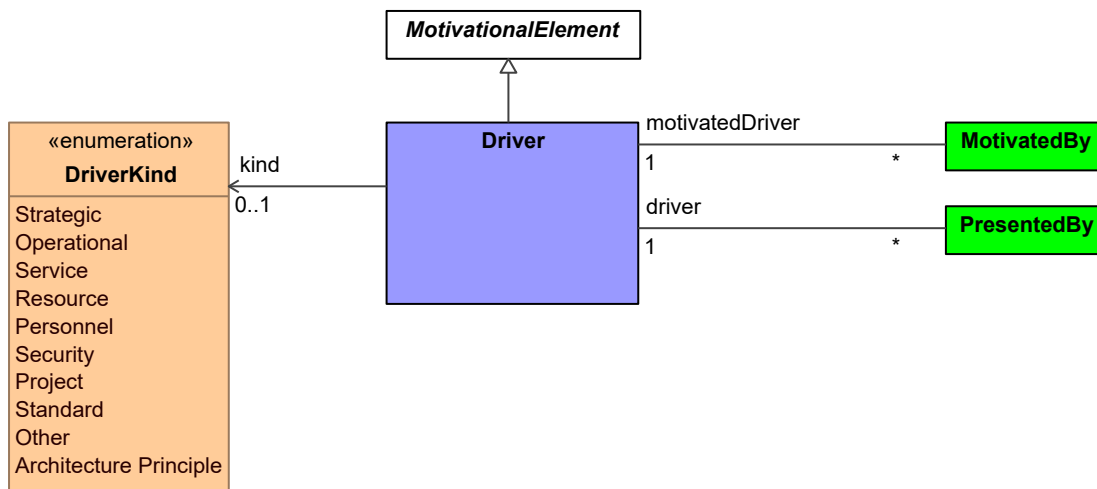 MotivationalElement
«enumeration»
DriverKind
Strategic
Operational
Service
Resource
Personnel
Security
Project
Standard
Other
Architecture Principle
kind
0..1
Driver
motivatedDriver
1
*
MotivatedBy
driver
1
*
PresentedBy